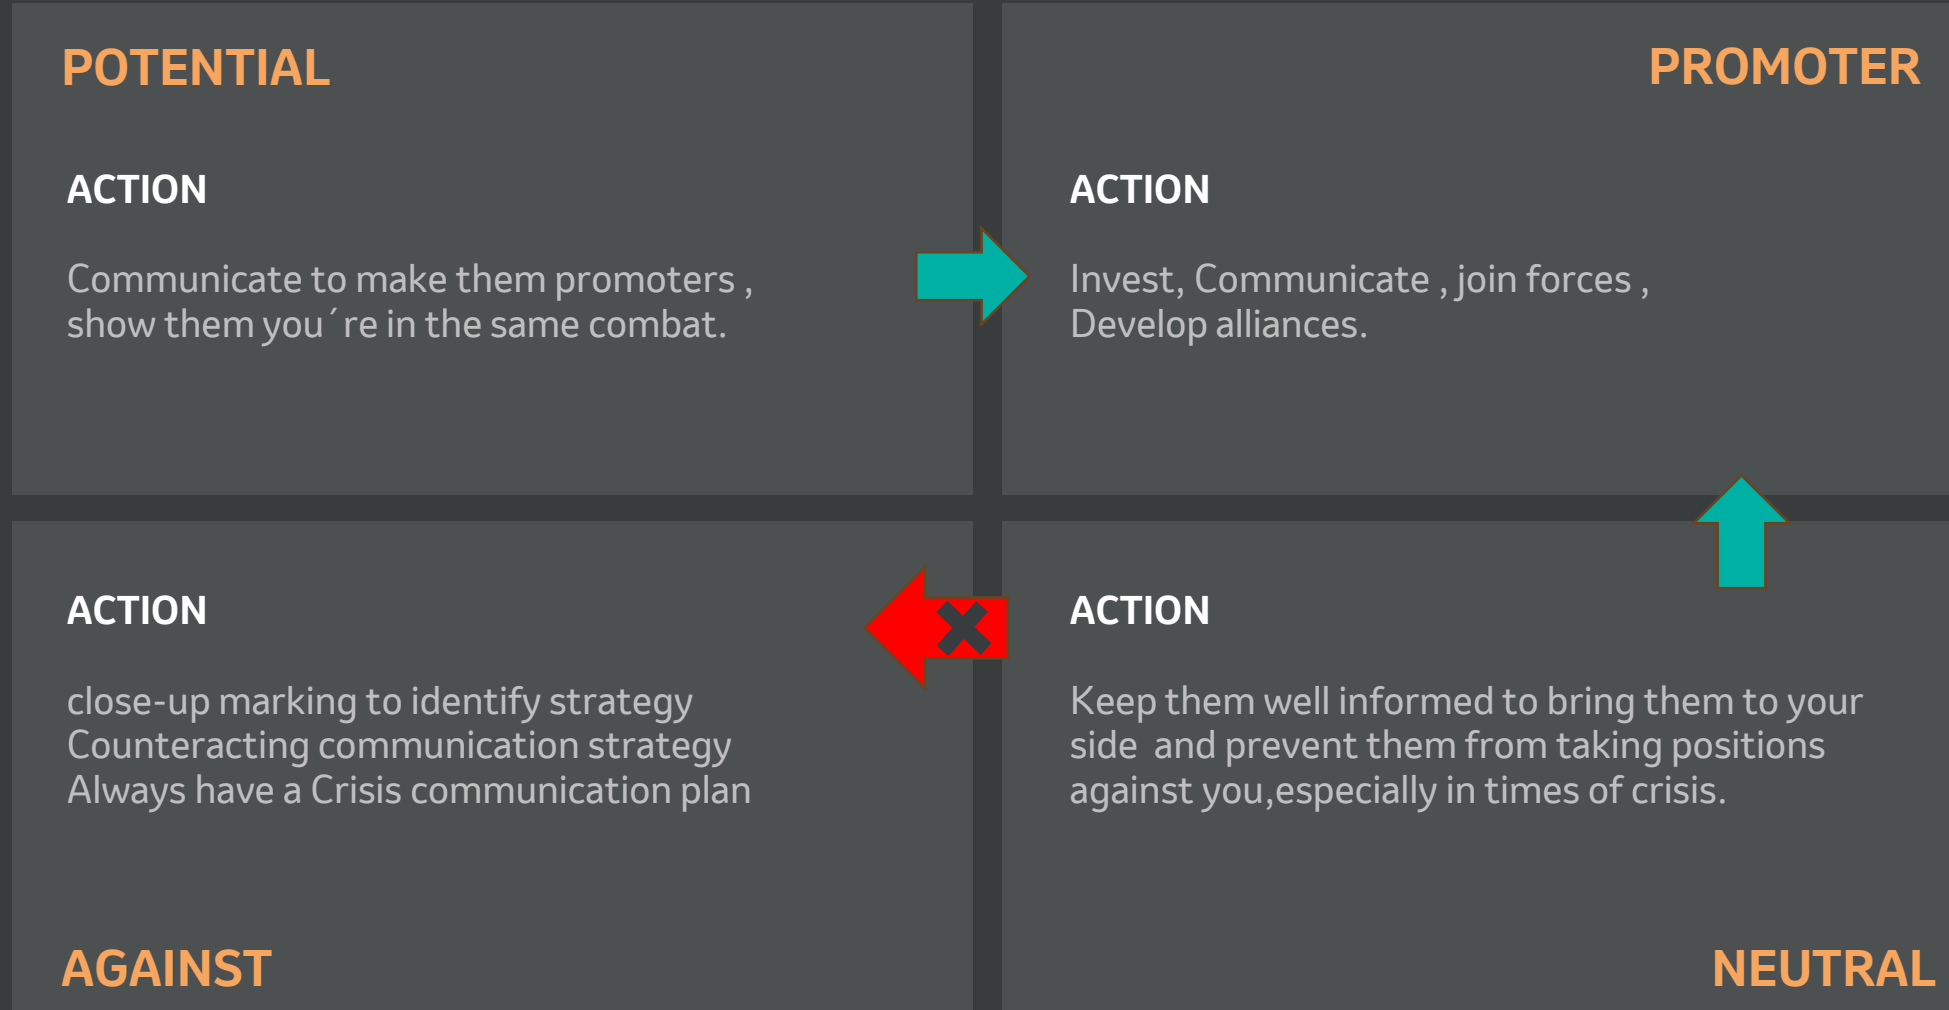 POTENTIAL
ACTION
Communicate to make them promoters ,
show them you´re in the same combat.
PROMOTER
ACTION
Invest, Communicate , join forces ,
Develop alliances.
ACTION
close-up marking to identify strategy
Counteracting communication strategy
Always have a Crisis communication plan
AGAINST
ACTION
Keep them well informed to bring them to your
side  and prevent them from taking positions
against you,especially in times of crisis.
NEUTRAL